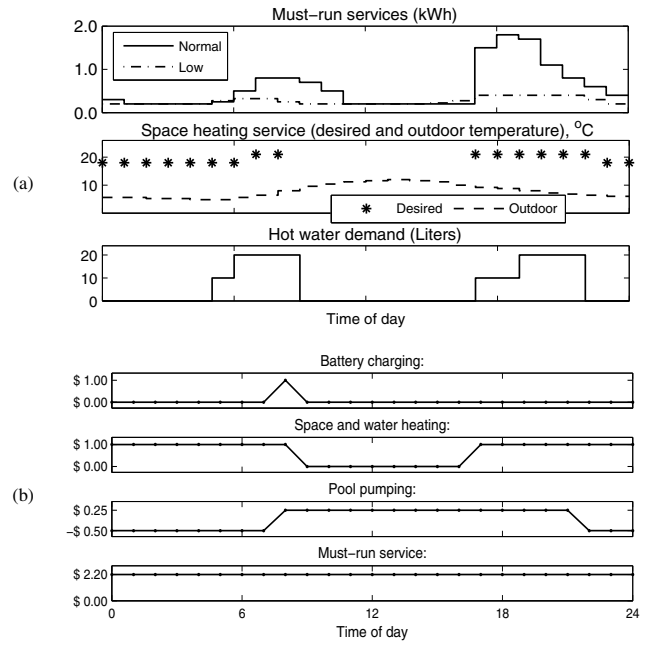 Must−run services (kWh)
2.0
1.0
0.0
Normal
Low
Space heating service (desired and outdoor temperature), °C
20
10
Desired
Outdoor
(a)
Hot water demand (Liters)
20
10
0
Time of day
Battery charging:
$ 1.00
$ 0.00
Space and water heating:
$ 1.00
$ 0.00
(b)
Pool pumping:
$ 0.25
−$ 0.50
Must−run service:
$ 2.20
$ 0.00
0 6 12 18 24
Time of day